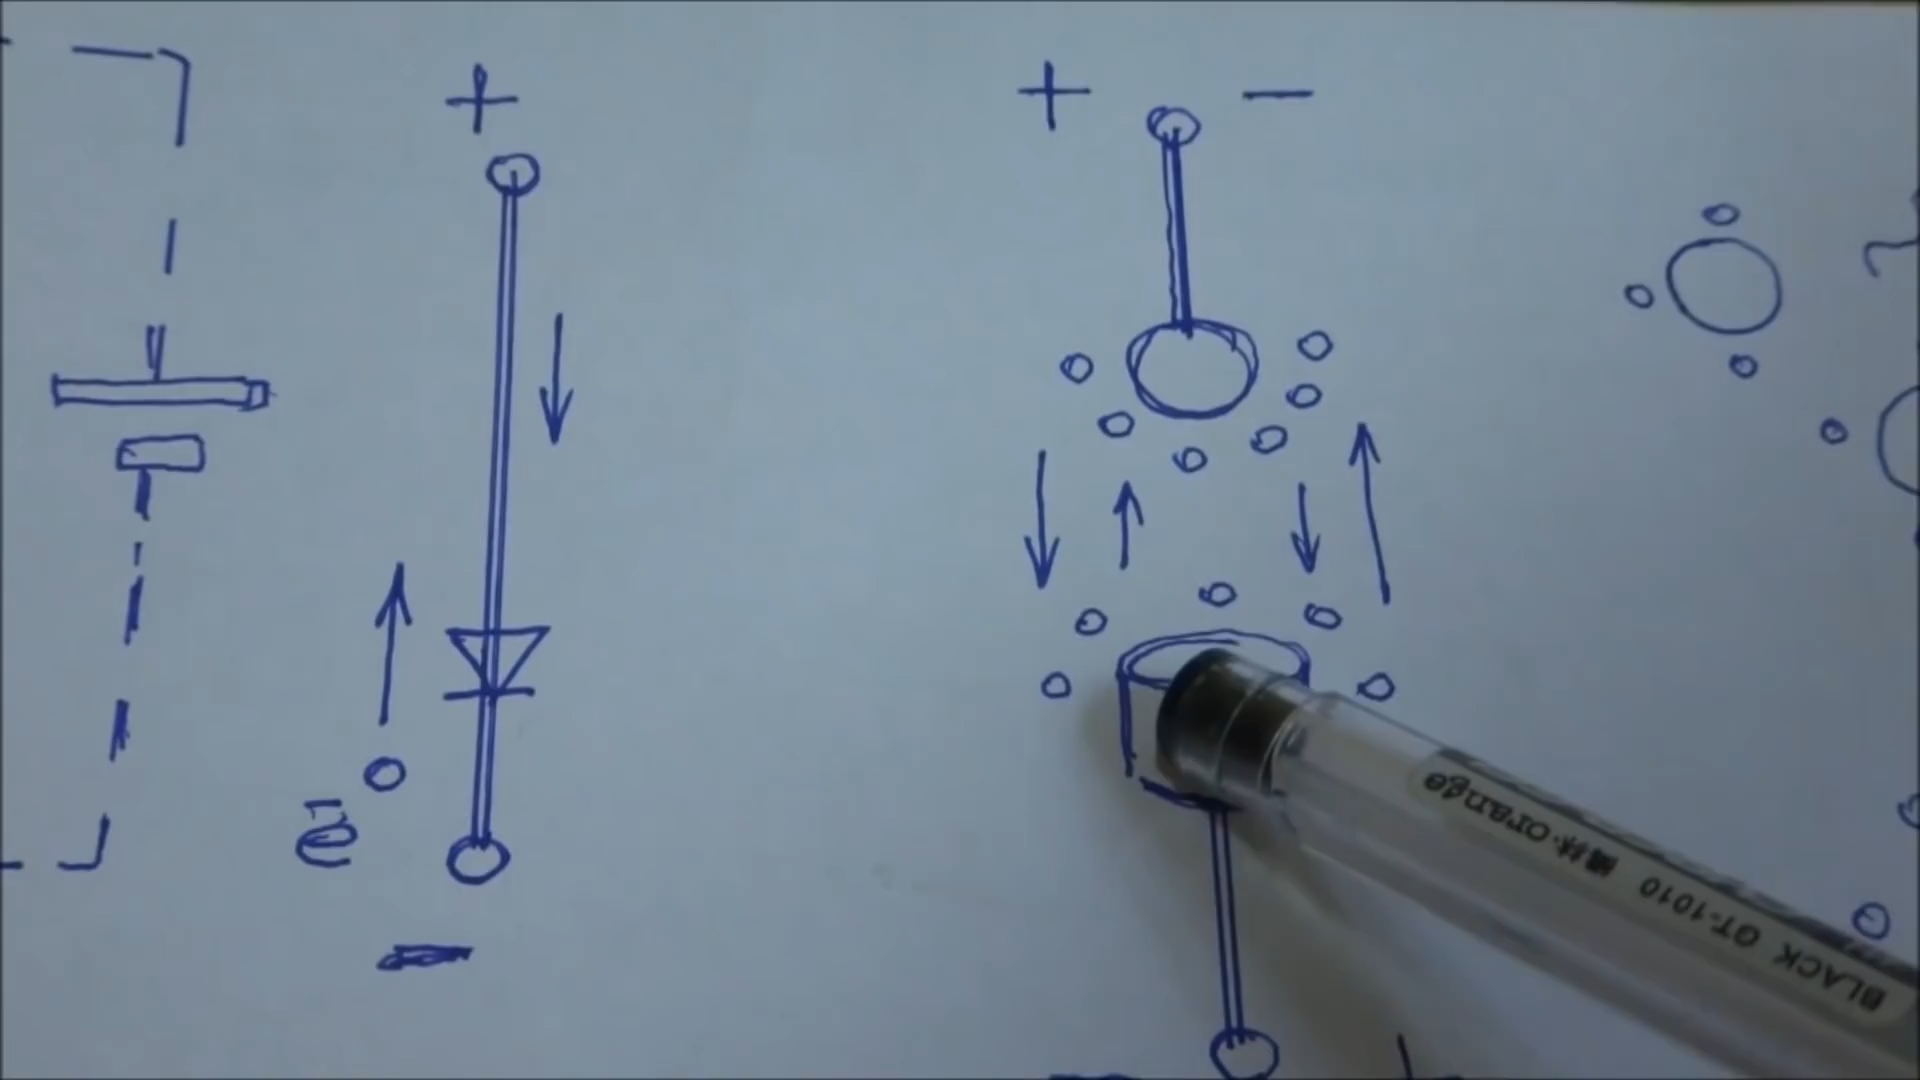 +
+ −
ē
−
晨林·orange BLACK GT-1010